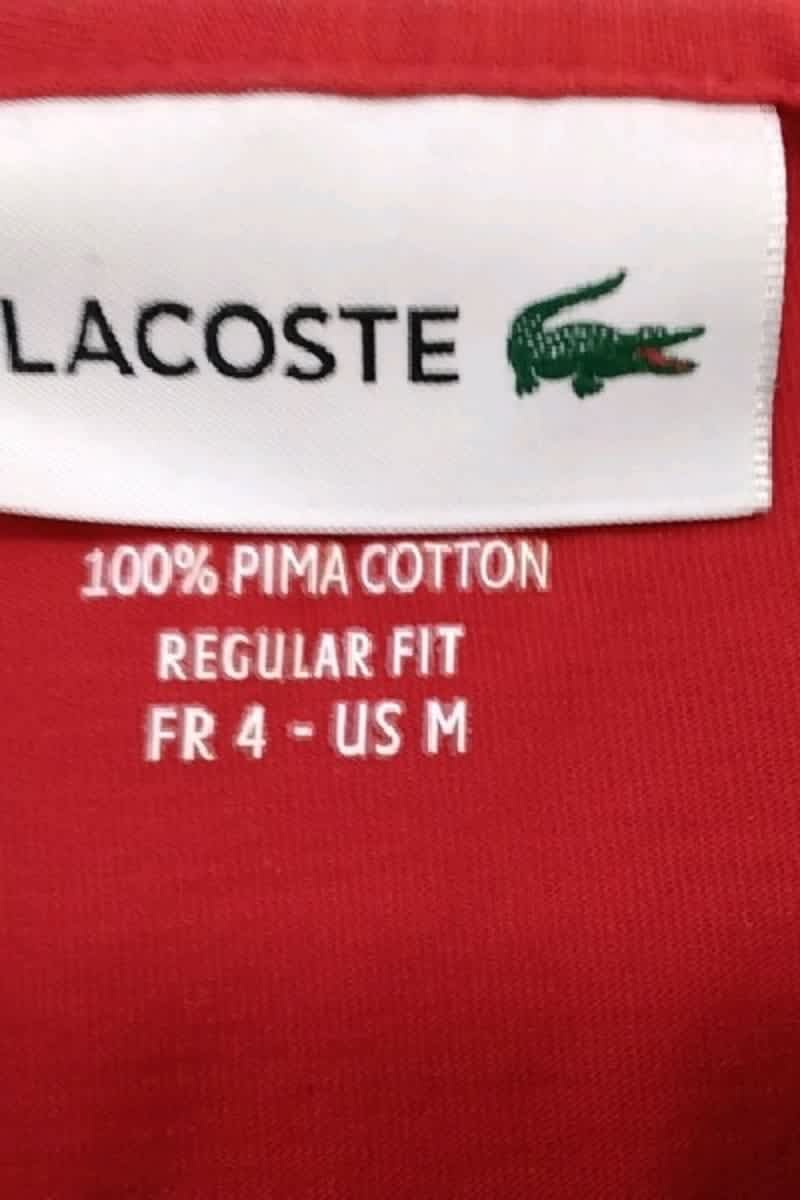 LACOSTE
100% PIMA COTTON
REGULAR FIT
FR 4 - US M